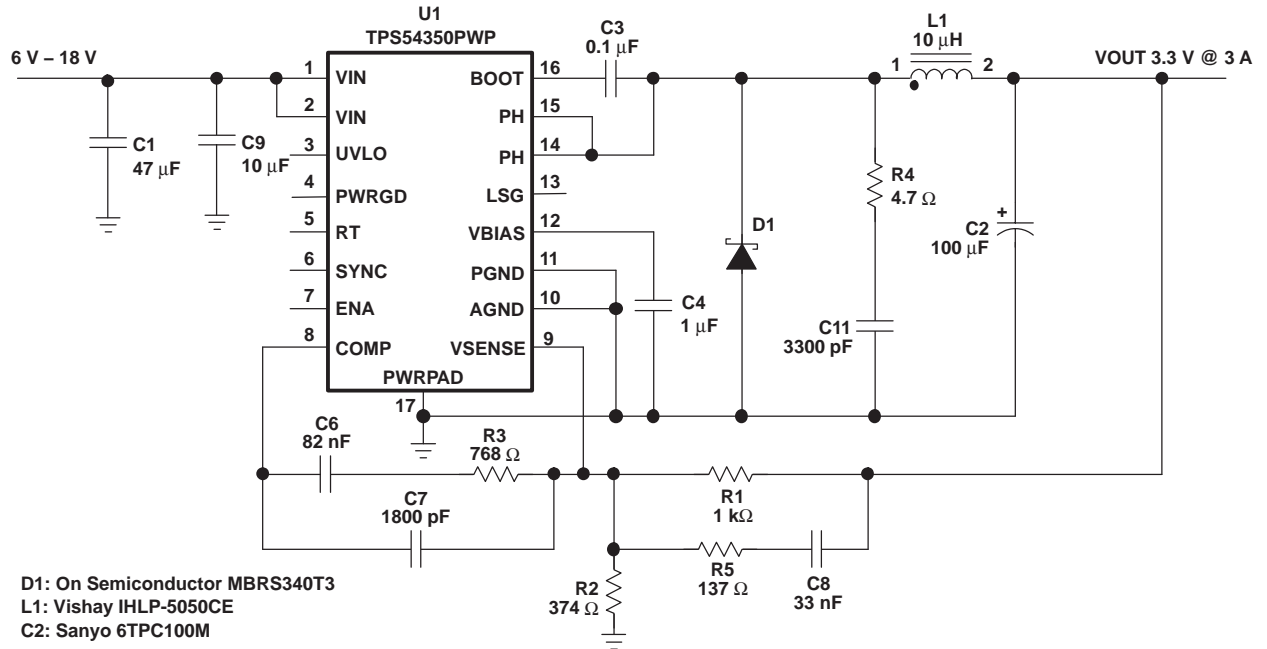 U1
TPS54350PWP
6 V – 18 V
C1
47 μF
C9
10 μF
1 VIN
2 VIN
3 UVLO
4 PWRGD
5 RT
6 SYNC
7 ENA
8 COMP
BOOT 16
PH 15
PH 14
LSG 13
VBIAS 12
PGND 11
AGND 10
VSENSE 9
PWRPAD
17
C3
0.1 μF
L1
10 μH
1 2
VOUT 3.3 V @ 3 A
D1
R4
4.7 Ω
C11
3300 pF
+
C2
100 μF
C4
1 μF
C6
82 nF
R3
768 Ω
C7
1800 pF
R1
1 kΩ
R5
137 Ω
C8
33 nF
R2
374 Ω
D1: On Semiconductor MBRS340T3
L1: Vishay IHLP-5050CE
C2: Sanyo 6TPC100M